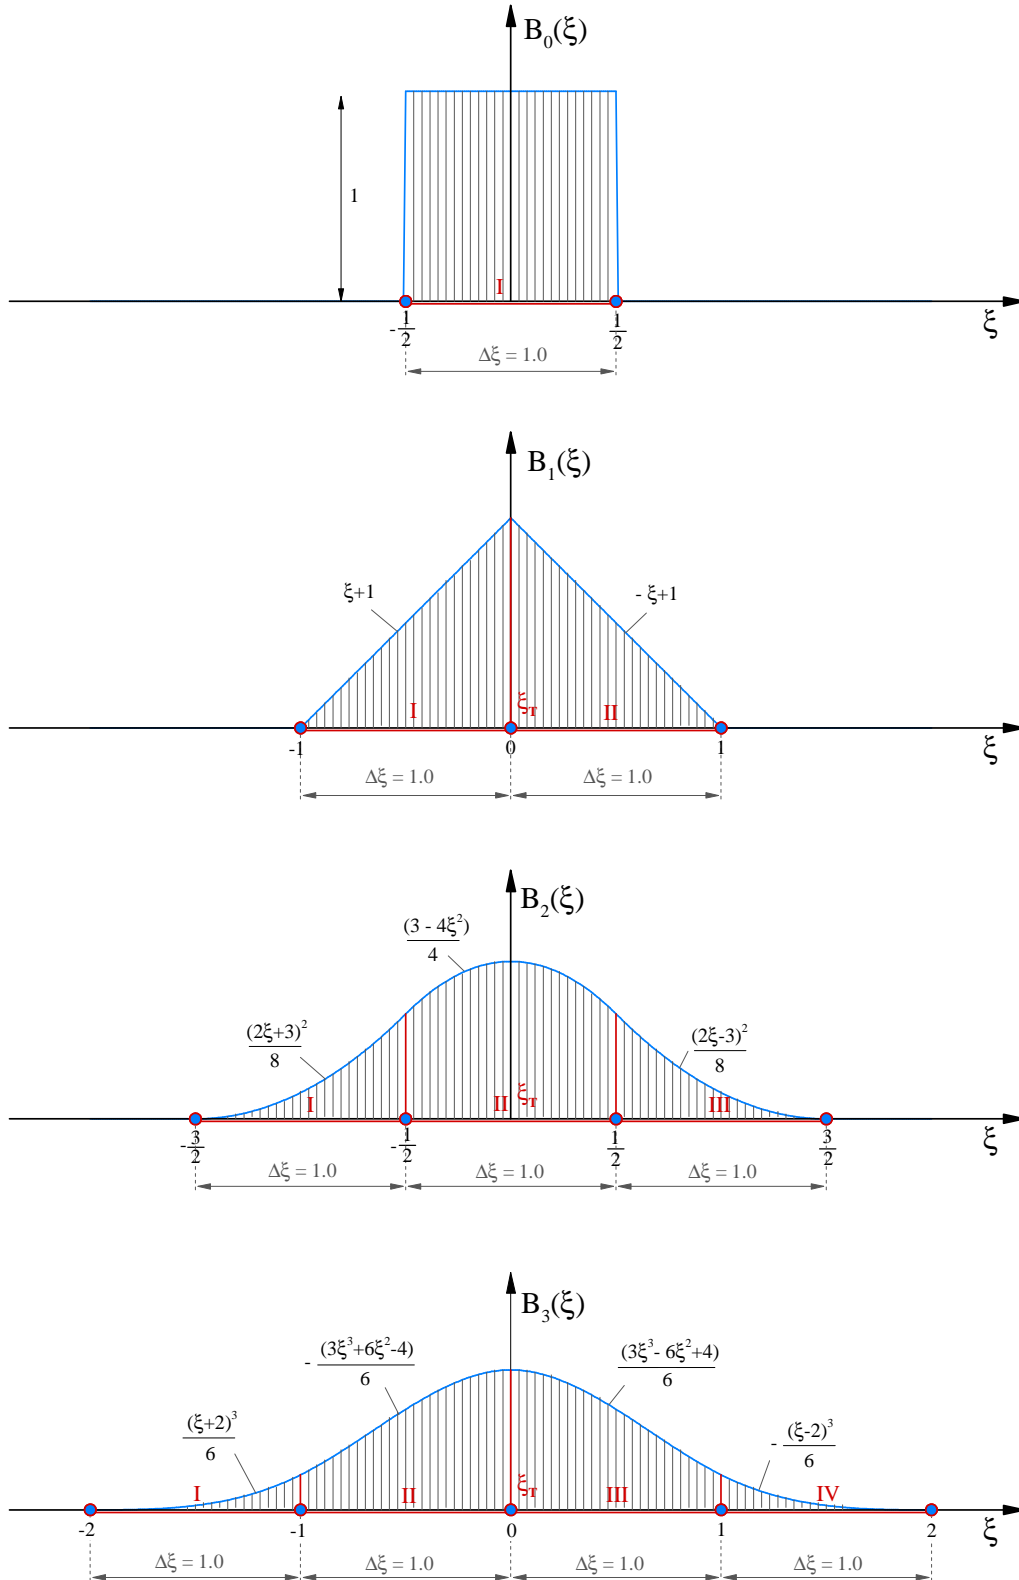 B₀(ξ)
1
I
-1/2
1/2
ξ
Δξ = 1.0
B₁(ξ)
ξ+1
- ξ+1
I
ξ_T
II
-1
0
1
ξ
Δξ = 1.0
Δξ = 1.0
B₂(ξ)
(3 - 4ξ²)/4
(2ξ+3)²/8
(2ξ-3)²/8
I
II
ξ_T
III
-3/2
-1/2
1/2
3/2
ξ
Δξ = 1.0
Δξ = 1.0
Δξ = 1.0
B₃(ξ)
- (3ξ³+6ξ²-4)/6
(3ξ³- 6ξ²+4)/6
(ξ+2)³/6
- (ξ-2)³/6
I
II
ξ_T
III
IV
-2
-1
0
1
2
ξ
Δξ = 1.0
Δξ = 1.0
Δξ = 1.0
Δξ = 1.0